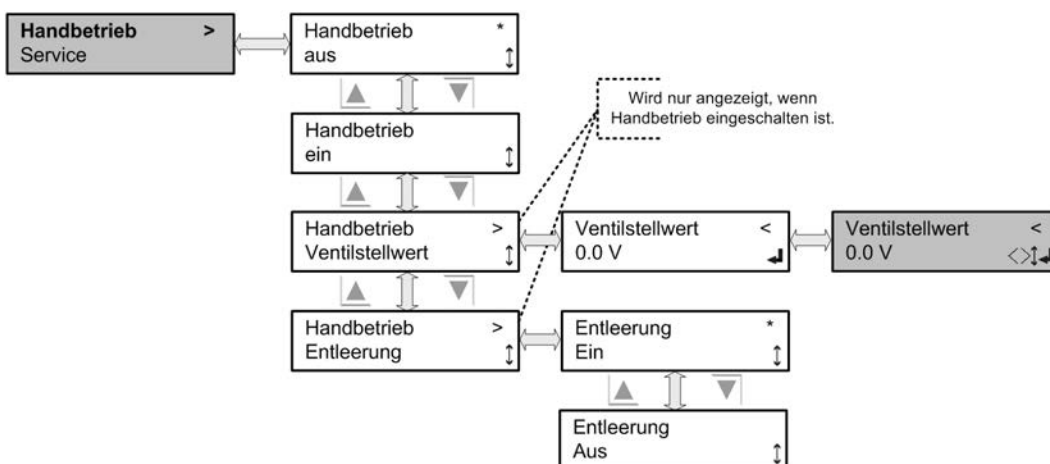 Handbetrieb >
Service
Handbetrieb *
aus
Wird nur angezeigt, wenn
Handbetrieb eingeschalten ist.
Handbetrieb
ein
Handbetrieb >
Ventilstellwert
Ventilstellwert <
0.0 V
Ventilstellwert <
0.0 V
Handbetrieb >
Entleerung
Entleerung *
Ein
Entleerung
Aus